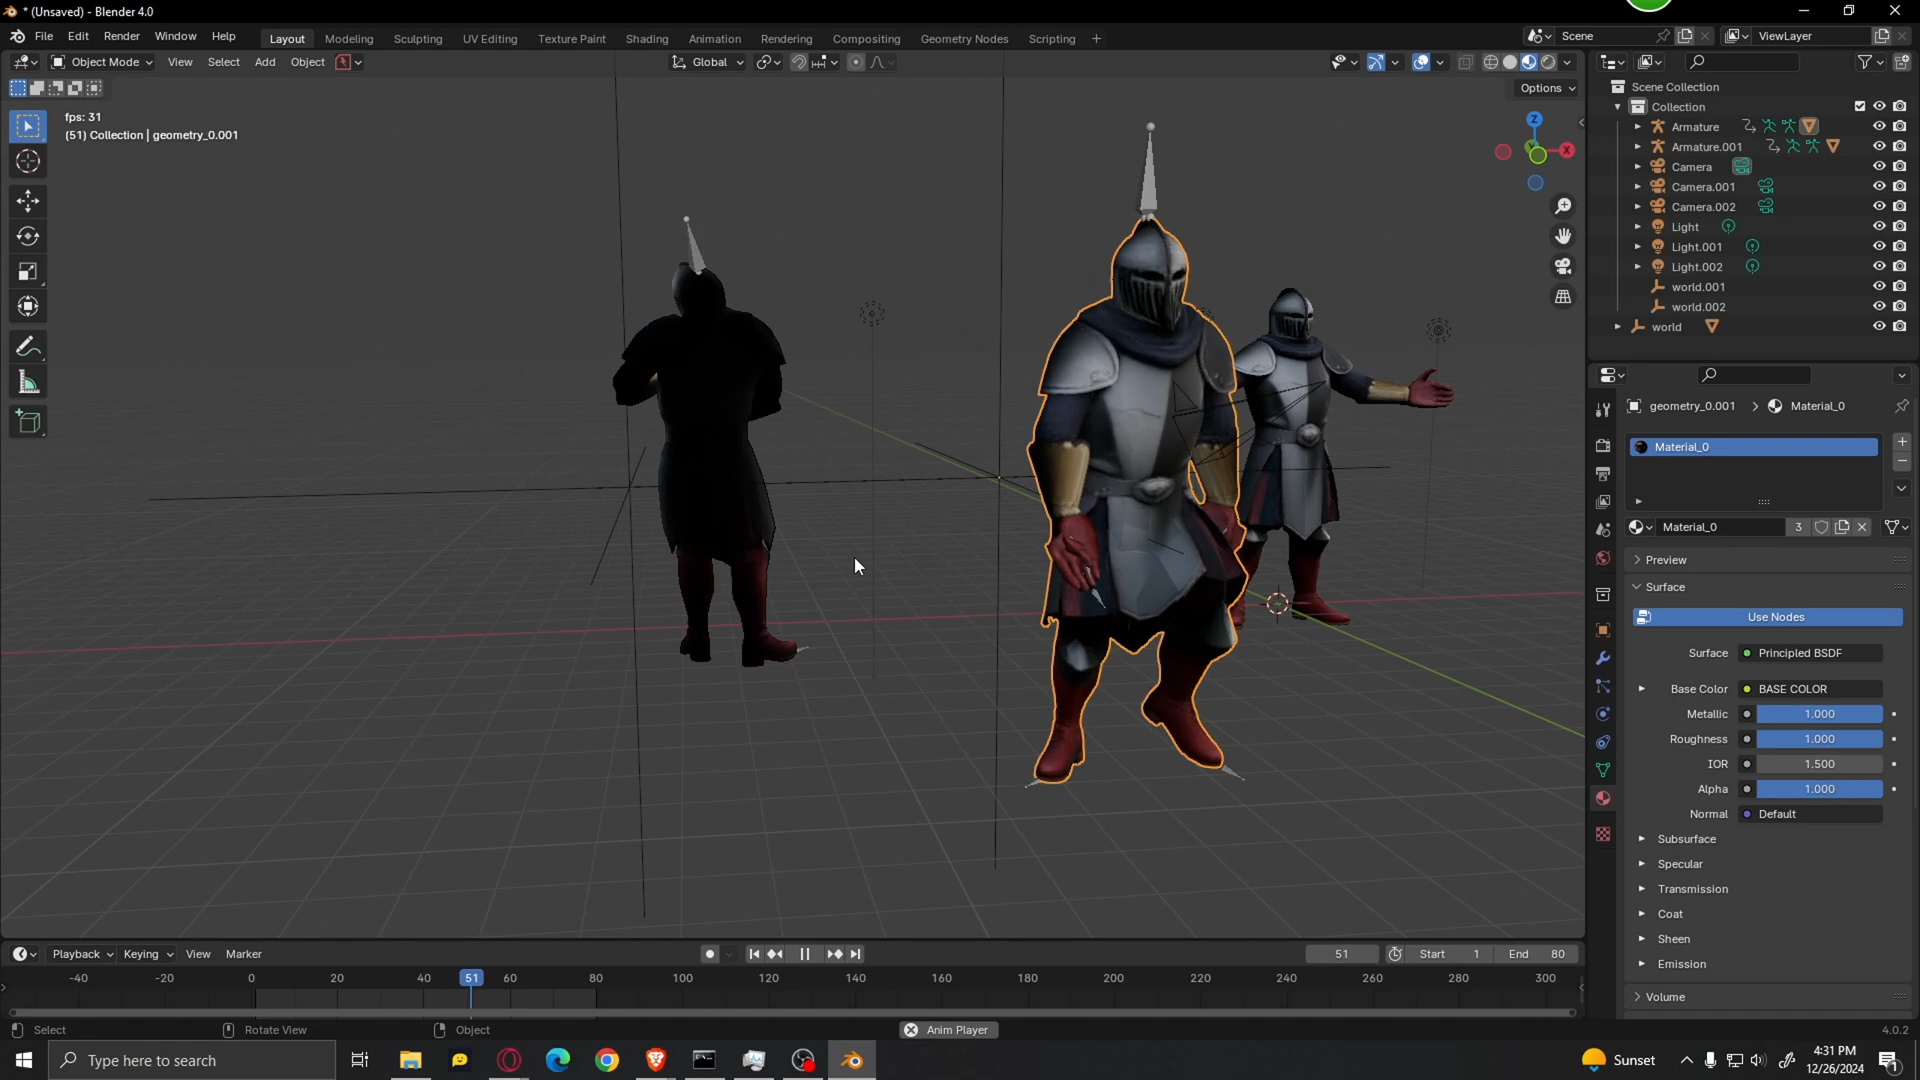 * (Unsaved) - Blender 4.0
File Edit Render Window Help
Layout Modeling Sculpting UV Editing Texture Paint Shading Animation Rendering Compositing Geometry Nodes Scripting +
Scene
ViewLayer
Object Mode View Select Add Object
Global
Options
fps: 31
(51) Collection | geometry_0.001
Z
X
Scene Collection
Collection
Armature
Armature.001
Camera
Camera.001
Camera.002
Light
Light.001
Light.002
world.001
world.002
world
geometry_0.001 > Material_0
Material_0
Material_0 3
Preview
Surface
Use Nodes
Surface Principled BSDF
Base Color BASE COLOR
Metallic 1.000
Roughness 1.000
IOR 1.500
Alpha 1.000
Normal Default
Subsurface
Specular
Transmission
Coat
Sheen
Emission
Volume
Playback Keying View Marker
51 Start 1 End 80
-40 -20 0 20 40 51 60 80 100 120 140 160 180 200 220 240 260 280 300
Select Rotate View Object Anim Player 4.0.2
Type here to search
Sunset
4:31 PM
12/26/2024
1